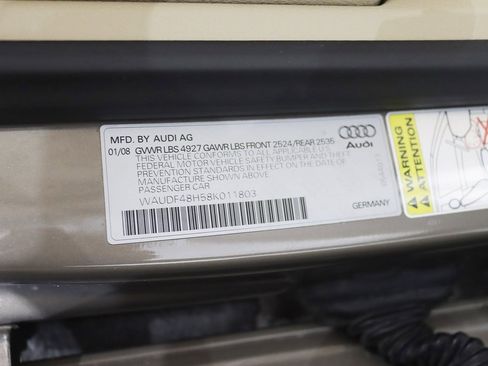 MFD. BY AUDI AG
01/08 GVWR LBS 4927 GAWR LBS FRONT 2524/REAR 2535
THIS VEHICLE CONFORMS TO ALL APPLICABLE
FEDERAL MOTOR VEHICLE SAFETY BUMPER AND THEFT
PREVENTION STANDARDS IN EFFECT ON THE DATE OF
MANUFACTURE SHOWN ABOVE.
PASSENGER CAR
WAUDF48H58K011803
Audi
GERMANY
WARNING
ATTENTION